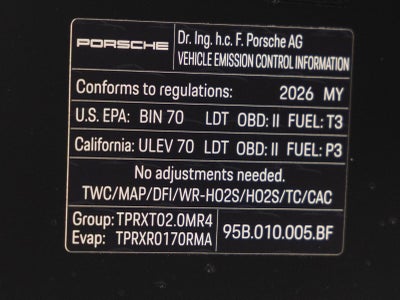 PORSCHE
Dr. Ing. h.c. F. Porsche AG
VEHICLE EMISSION CONTROL INFORMATION
Conforms to regulations: 2026 MY
U.S. EPA: BIN 70 LDT OBD: II FUEL: T3
California: ULEV 70 LDT OBD: II FUEL: P3
No adjustments needed.
TWC/MAP/DFI/WR-HO2S/HO2S/TC/CAC
Group: TPRXT02.0MR4
Evap: TPRXR0170RMA
95B.010.005.BF